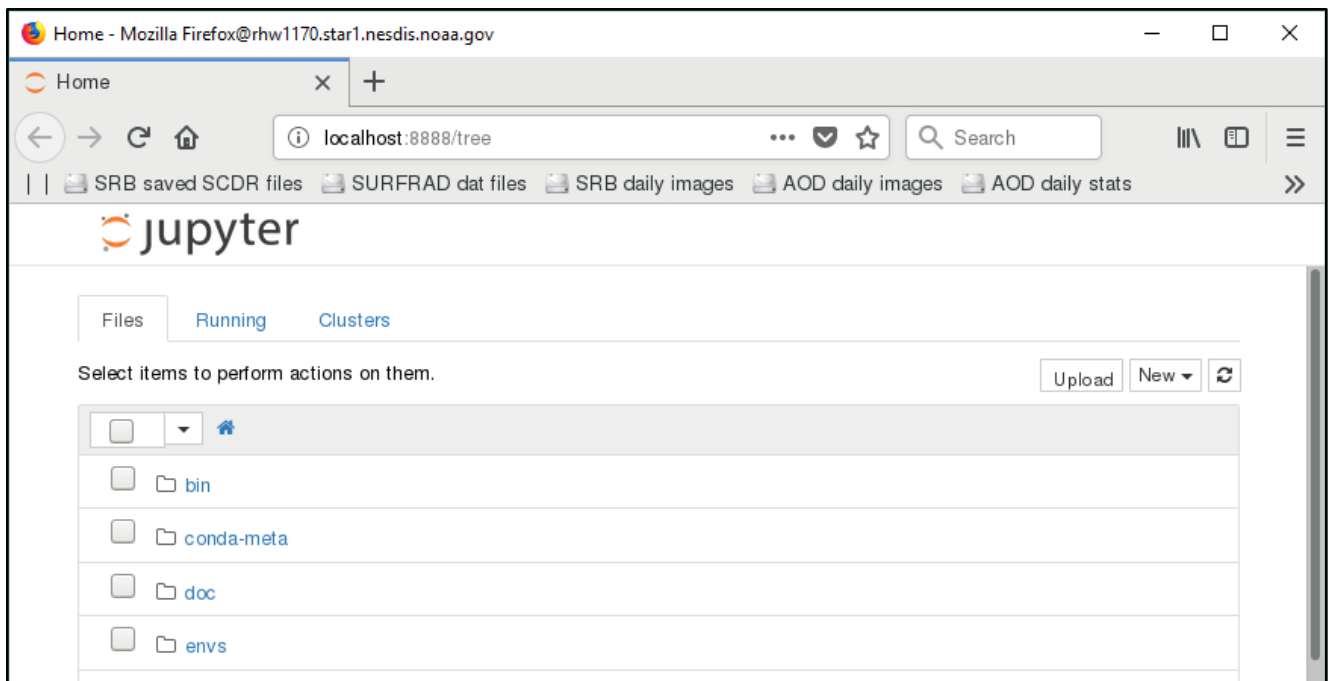 Home - Mozilla Firefox@rhw1170.star1.nesdis.noaa.gov
Home
localhost:8888/tree
Search
SRB saved SCDR files SURFRAD dat files SRB daily images AOD daily images AOD daily stats
jupyter
Files Running Clusters
Select items to perform actions on them.
Upload New
bin
conda-meta
doc
envs